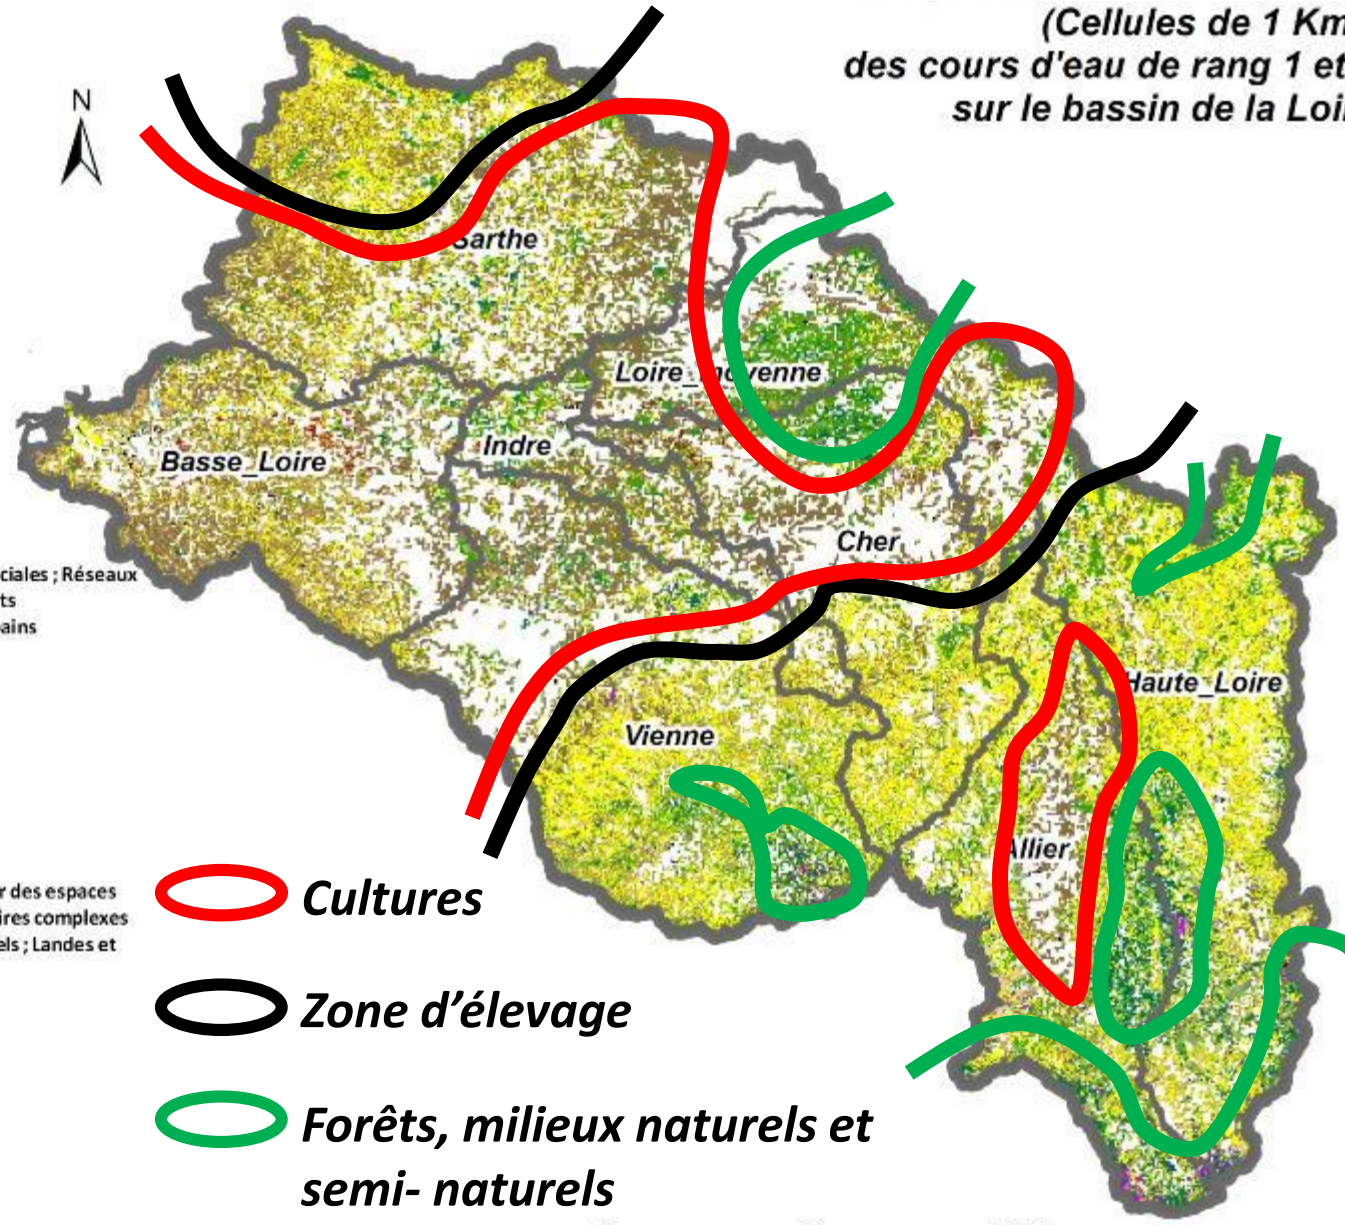 (Cellules de 1 Km
des cours d'eau de rang 1 et
sur le bassin de la Loi
N
Sarthe
Loire_moyenne
Indre
Basse_Loire
Cher
ciales ; Réseaux
ts
ains
Haute_Loire
Vienne
Allier
r des espaces
ires complexes
els ; Landes et
Cultures
Zone d’élevage
Forêts, milieux naturels et
semi- naturels